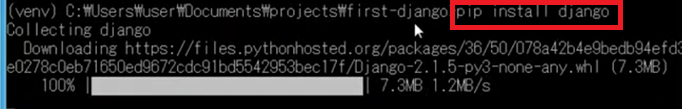 (venv) C:₩Users₩user₩Documents₩projects₩first-django pip install django
Collecting django
Downloading https://files.pythonhosted.org/packages/36/50/078a42b4e9bedb94efd3
e0278c0eb71650ed9672cdc91bd5542953bec17f/Django-2.1.5-py3-none-any.whl (7.3MB)
100% | | 7.3MB 1.2MB/s